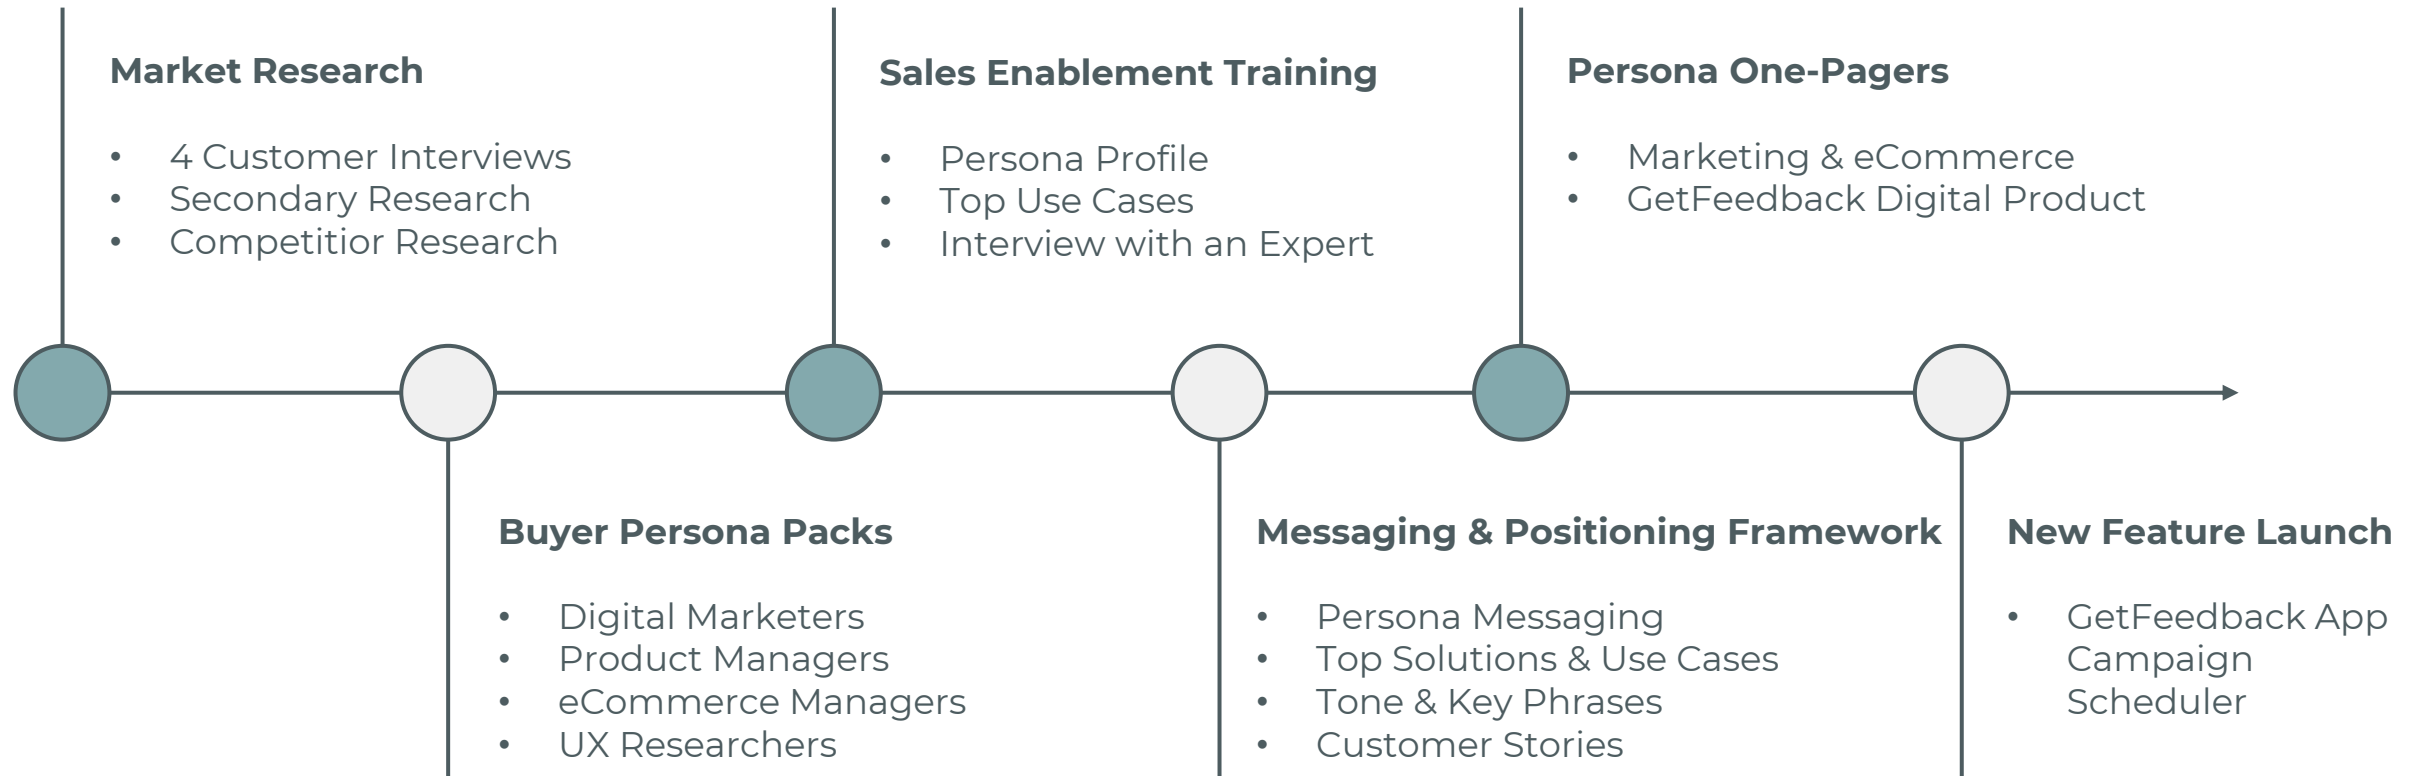 Market Research
• 4 Customer Interviews
• Secondary Research
• Competitior Research
Buyer Persona Packs
• Digital Marketers
• Product Managers
• eCommerce Managers
• UX Researchers
Sales Enablement Training
• Persona Profile
• Top Use Cases
• Interview with an Expert
Messaging & Positioning Framework
• Persona Messaging
• Top Solutions & Use Cases
• Tone & Key Phrases
• Customer Stories
Persona One-Pagers
• Marketing & eCommerce
• GetFeedback Digital Product
New Feature Launch
• GetFeedback App
Campaign
Scheduler